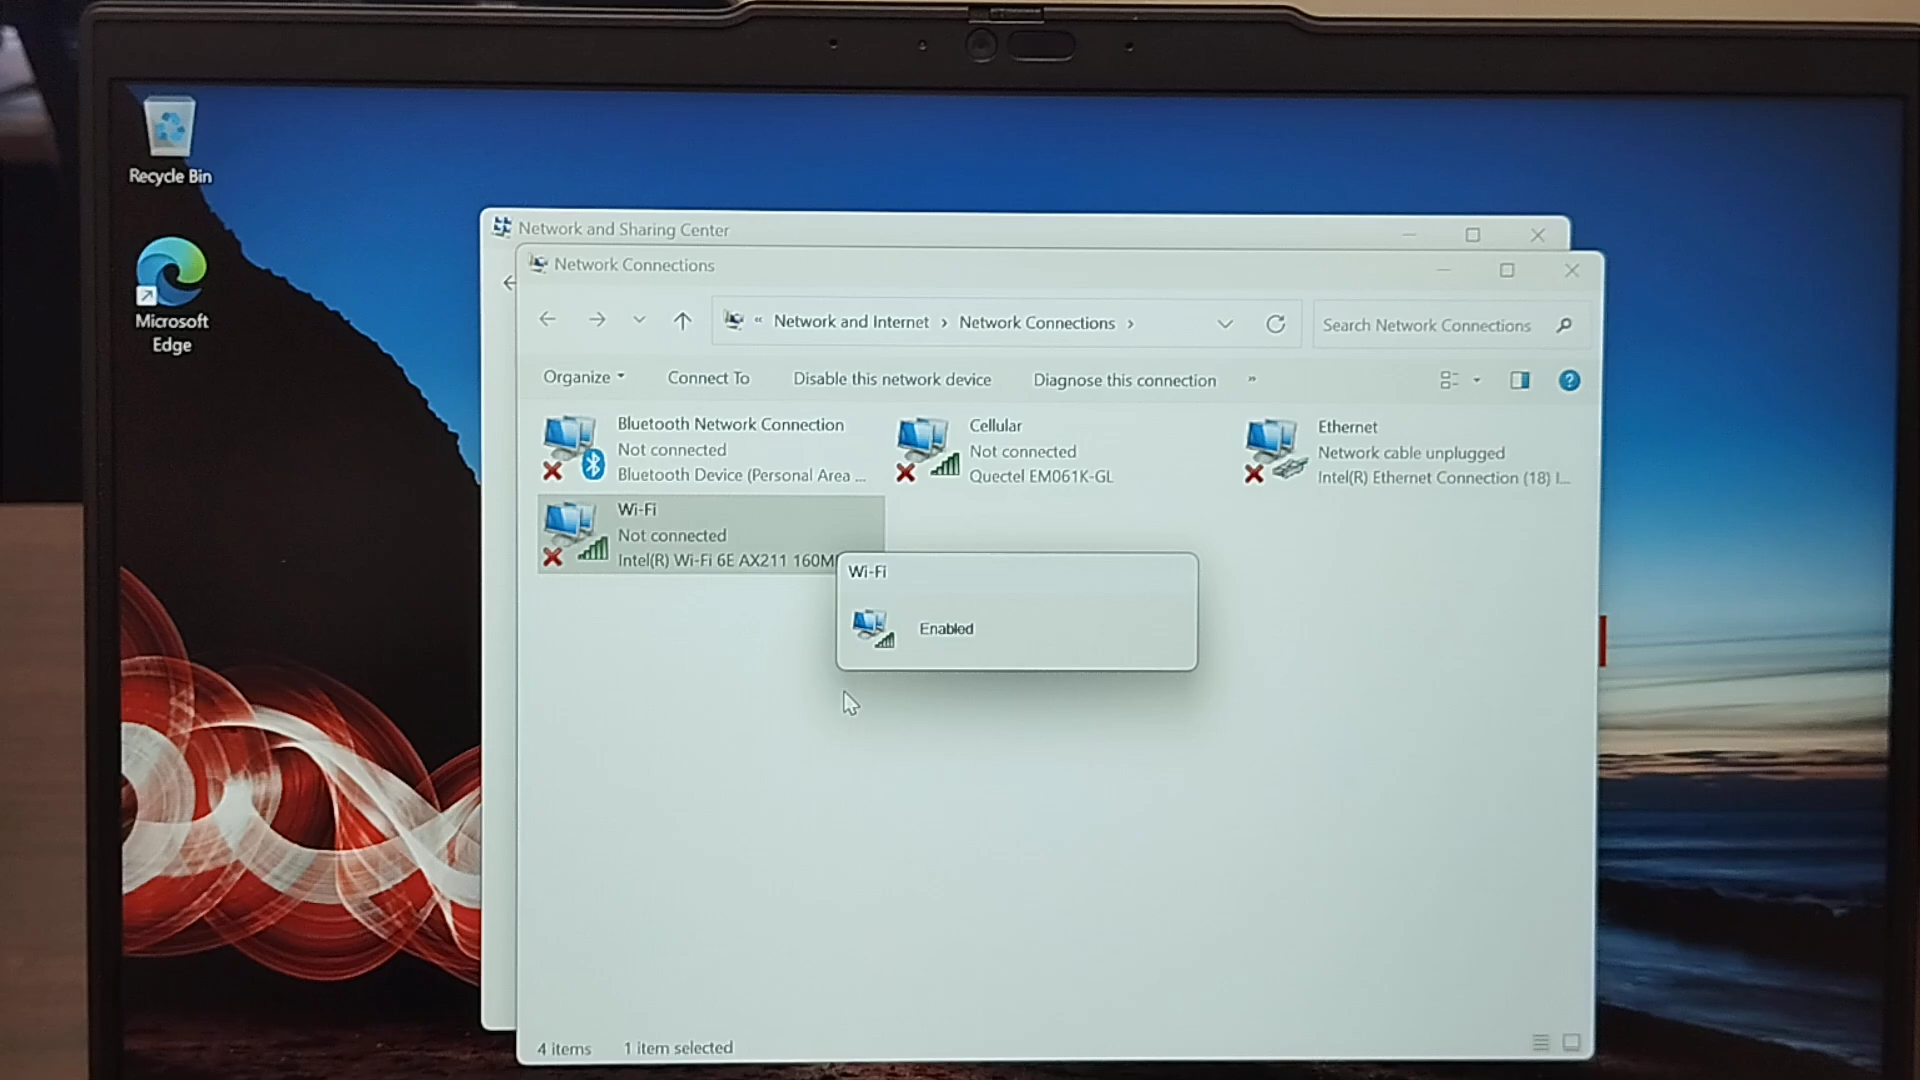 Recycle Bin
Microsoft
Edge
Network and Sharing Center
Network Connections
« Network and Internet › Network Connections ›
Search Network Connections
Organize
Connect To
Disable this network device
Diagnose this connection
»
Bluetooth Network Connection
Not connected
Bluetooth Device (Personal Area ...
Cellular
Not connected
Quectel EM061K-GL
Ethernet
Network cable unplugged
Intel(R) Ethernet Connection (18) I...
Wi-Fi
Not connected
Intel(R) Wi-Fi 6E AX211 160M
Wi-Fi
Enabled
4 items
1 item selected